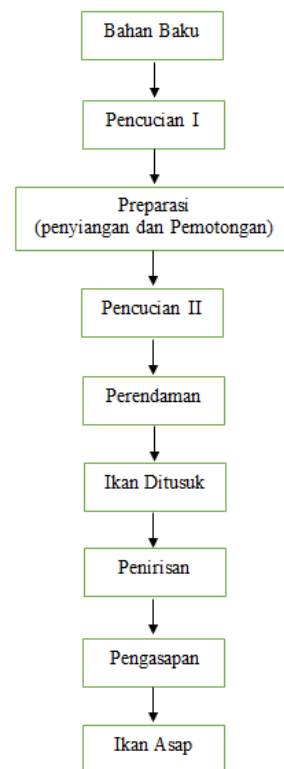 Bahan Baku
Pencucian I
Preparasi
(penyiangan dan Pemotongan)
Pencucian II
Perendaman
Ikan Ditusuk
Penirisan
Pengasapan
Ikan Asap